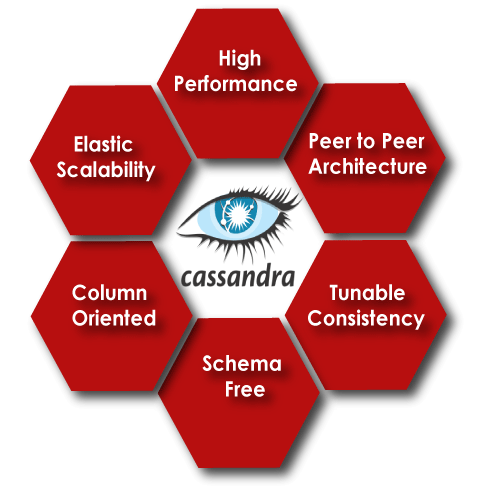 High
Performance
Elastic
Scalability
Peer to Peer
Architecture
cassandra
Column
Oriented
Tunable
Consistency
Schema
Free